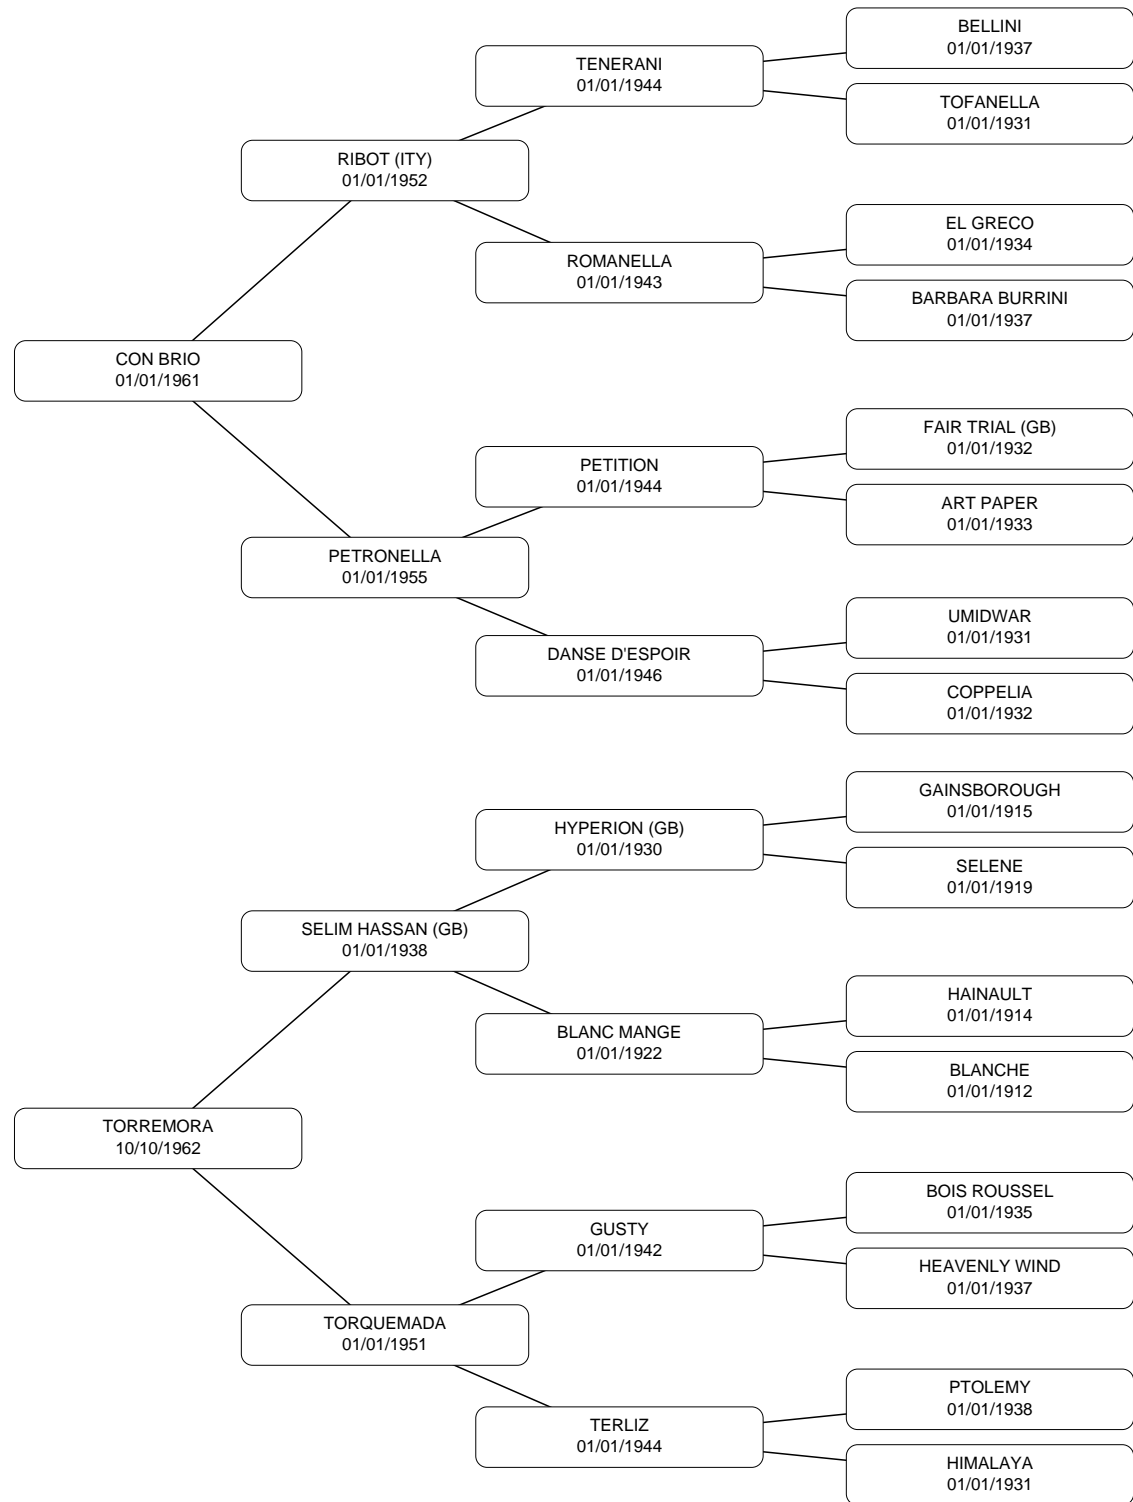 BELLINI
01/01/1937
TENERANI
01/01/1944
TOFANELLA
01/01/1931
RIBOT (ITY)
01/01/1952
EL GRECO
01/01/1934
ROMANELLA
01/01/1943
BARBARA BURRINI
01/01/1937
CON BRIO
01/01/1961
FAIR TRIAL (GB)
01/01/1932
PETITION
01/01/1944
ART PAPER
01/01/1933
PETRONELLA
01/01/1955
UMIDWAR
01/01/1931
DANSE D'ESPOIR
01/01/1946
COPPELIA
01/01/1932
GAINSBOROUGH
01/01/1915
HYPERION (GB)
01/01/1930
SELENE
01/01/1919
SELIM HASSAN (GB)
01/01/1938
HAINAULT
01/01/1914
BLANC MANGE
01/01/1922
BLANCHE
01/01/1912
TORREMORA
10/10/1962
BOIS ROUSSEL
01/01/1935
GUSTY
01/01/1942
HEAVENLY WIND
01/01/1937
TORQUEMADA
01/01/1951
PTOLEMY
01/01/1938
TERLIZ
01/01/1944
HIMALAYA
01/01/1931